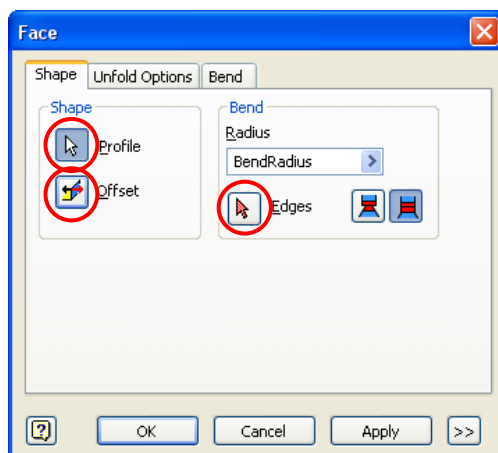 Face
Shape Unfold Options Bend
Shape
Profile
Offset
Bend
Radius
BendRadius
Edges
OK Cancel Apply >>